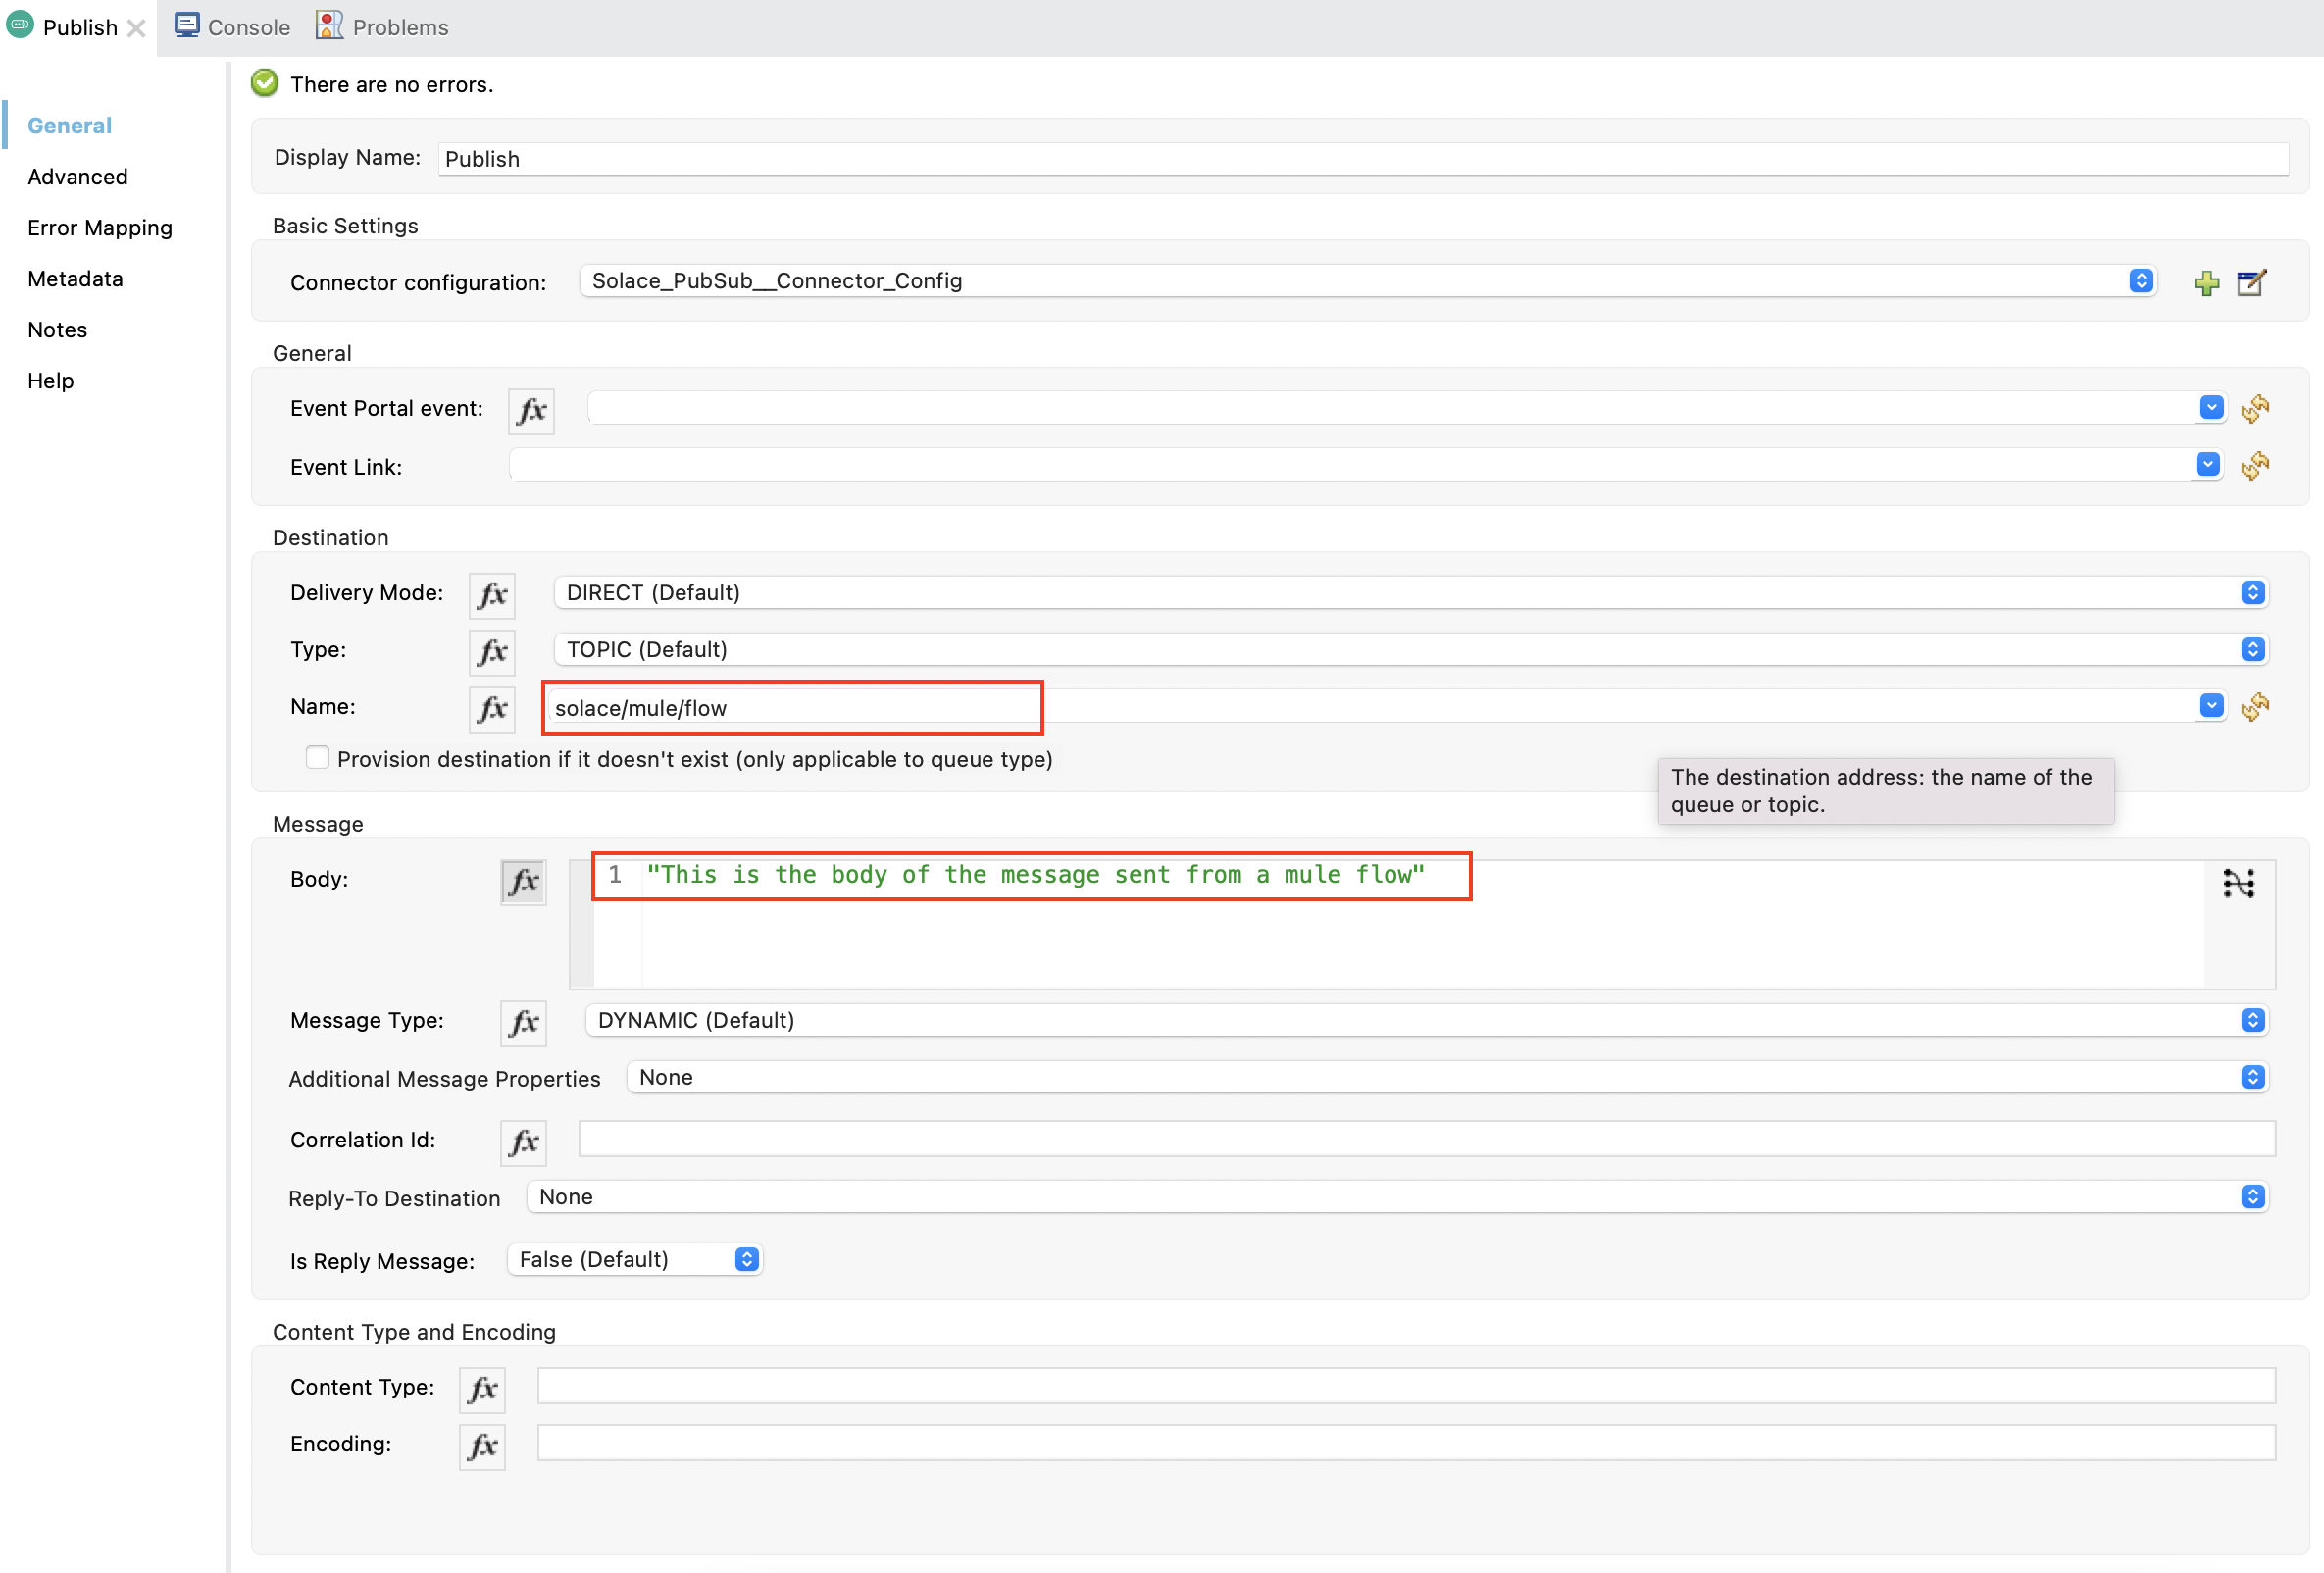 Publish Console Problems
There are no errors.
General
Advanced
Error Mapping
Metadata
Notes
Help
Display Name: Publish
Basic Settings
Connector configuration: Solace_PubSub__Connector_Config
General
Event Portal event: fx
Event Link:
Destination
Delivery Mode: fx DIRECT (Default)
Type: fx TOPIC (Default)
Name: fx solace/mule/flow
Provision destination if it doesn't exist (only applicable to queue type)
The destination address: the name of the
queue or topic.
Message
Body: fx 1 "This is the body of the message sent from a mule flow"
Message Type: fx DYNAMIC (Default)
Additional Message Properties None
Correlation Id: fx
Reply-To Destination None
Is Reply Message: False (Default)
Content Type and Encoding
Content Type: fx
Encoding: fx